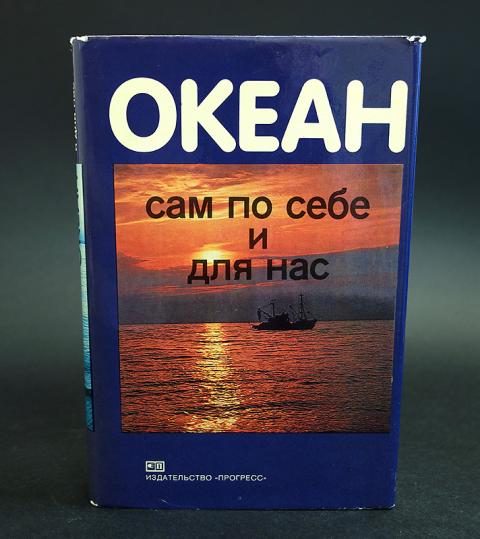 ОКЕАН
сам по себе
и
для нас
ИЗДАТЕЛЬСТВО «ПРОГРЕСС»